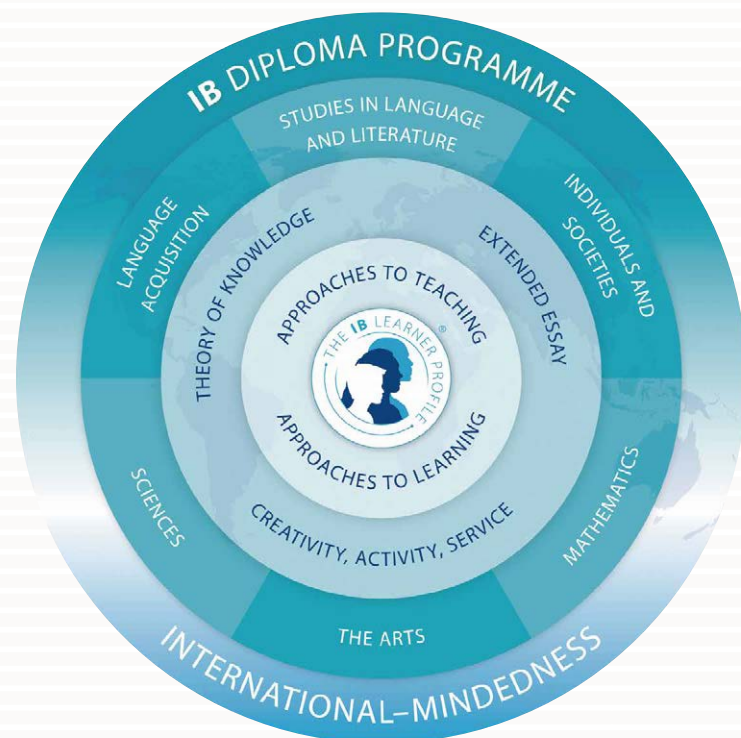 IB DIPLOMA PROGRAMME
STUDIES IN LANGUAGE
AND LITERATURE
LANGUAGE
ACQUISITION
INDIVIDUALS AND
SOCIETIES
THEORY OF KNOWLEDGE
EXTENDED ESSAY
APPROACHES TO TEACHING
THE IB LEARNER PROFILE
®
APPROACHES TO LEARNING
CREATIVITY, ACTIVITY, SERVICE
SCIENCES
MATHEMATICS
THE ARTS
INTERNATIONAL–MINDEDNESS